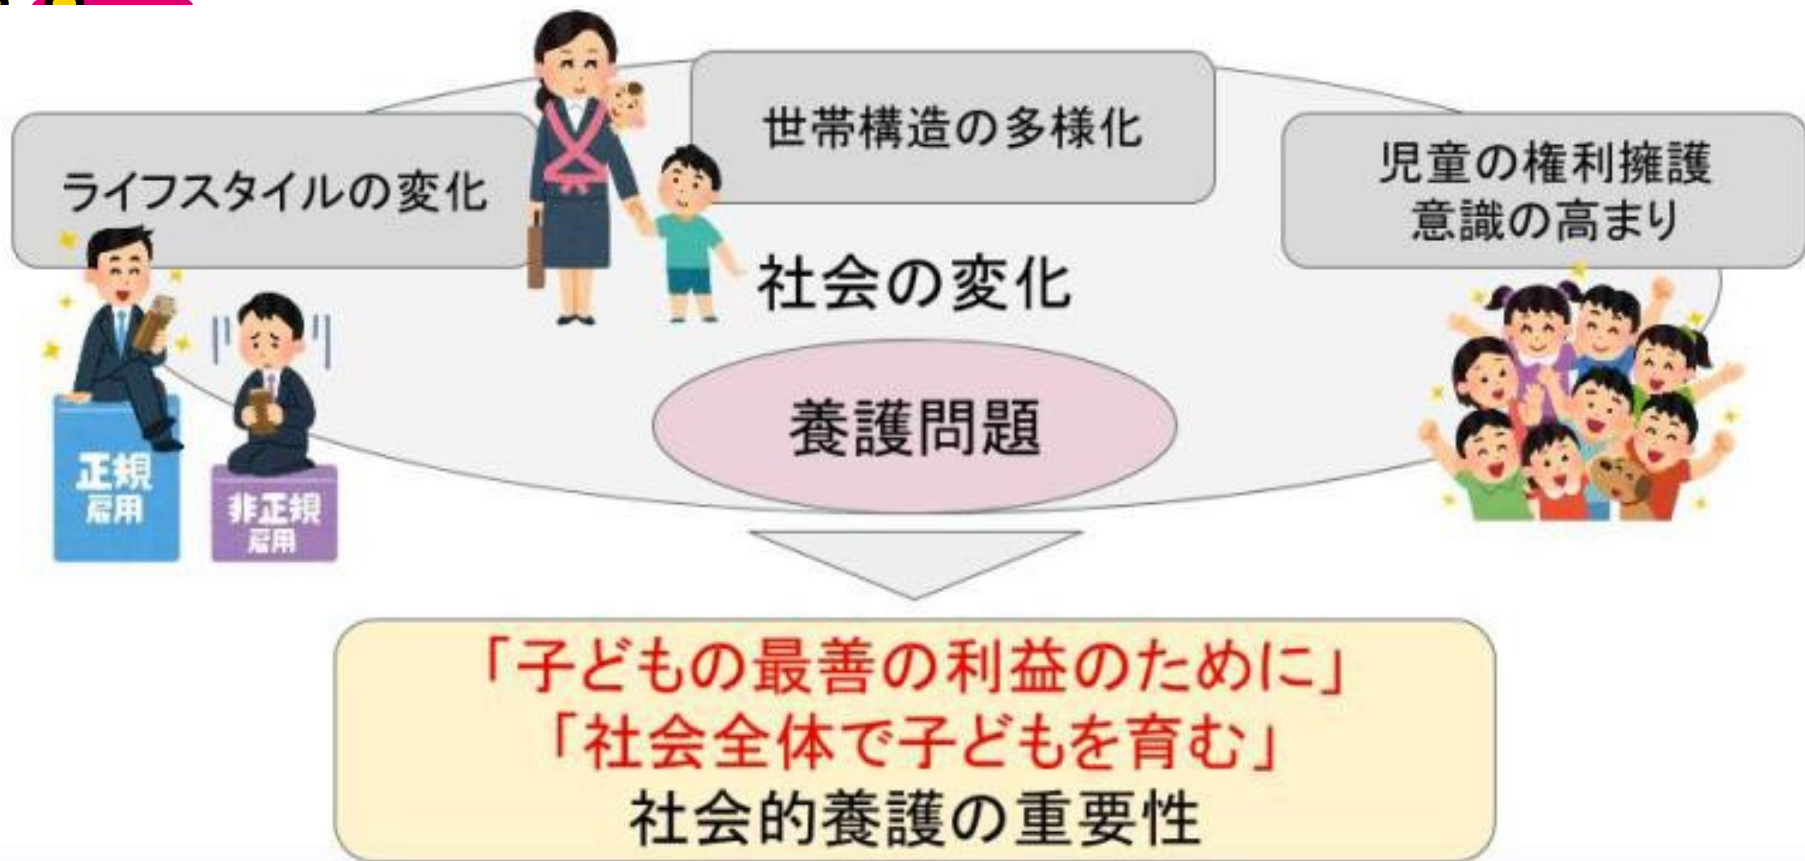 世帯構造の多様化
ライフスタイルの変化
児童の権利擁護
意識の高まり
社会の変化
養護問題
正規
雇用
非正規
雇用
「子どもの最善の利益のために」
「社会全体で子どもを育む」
社会的養護の重要性